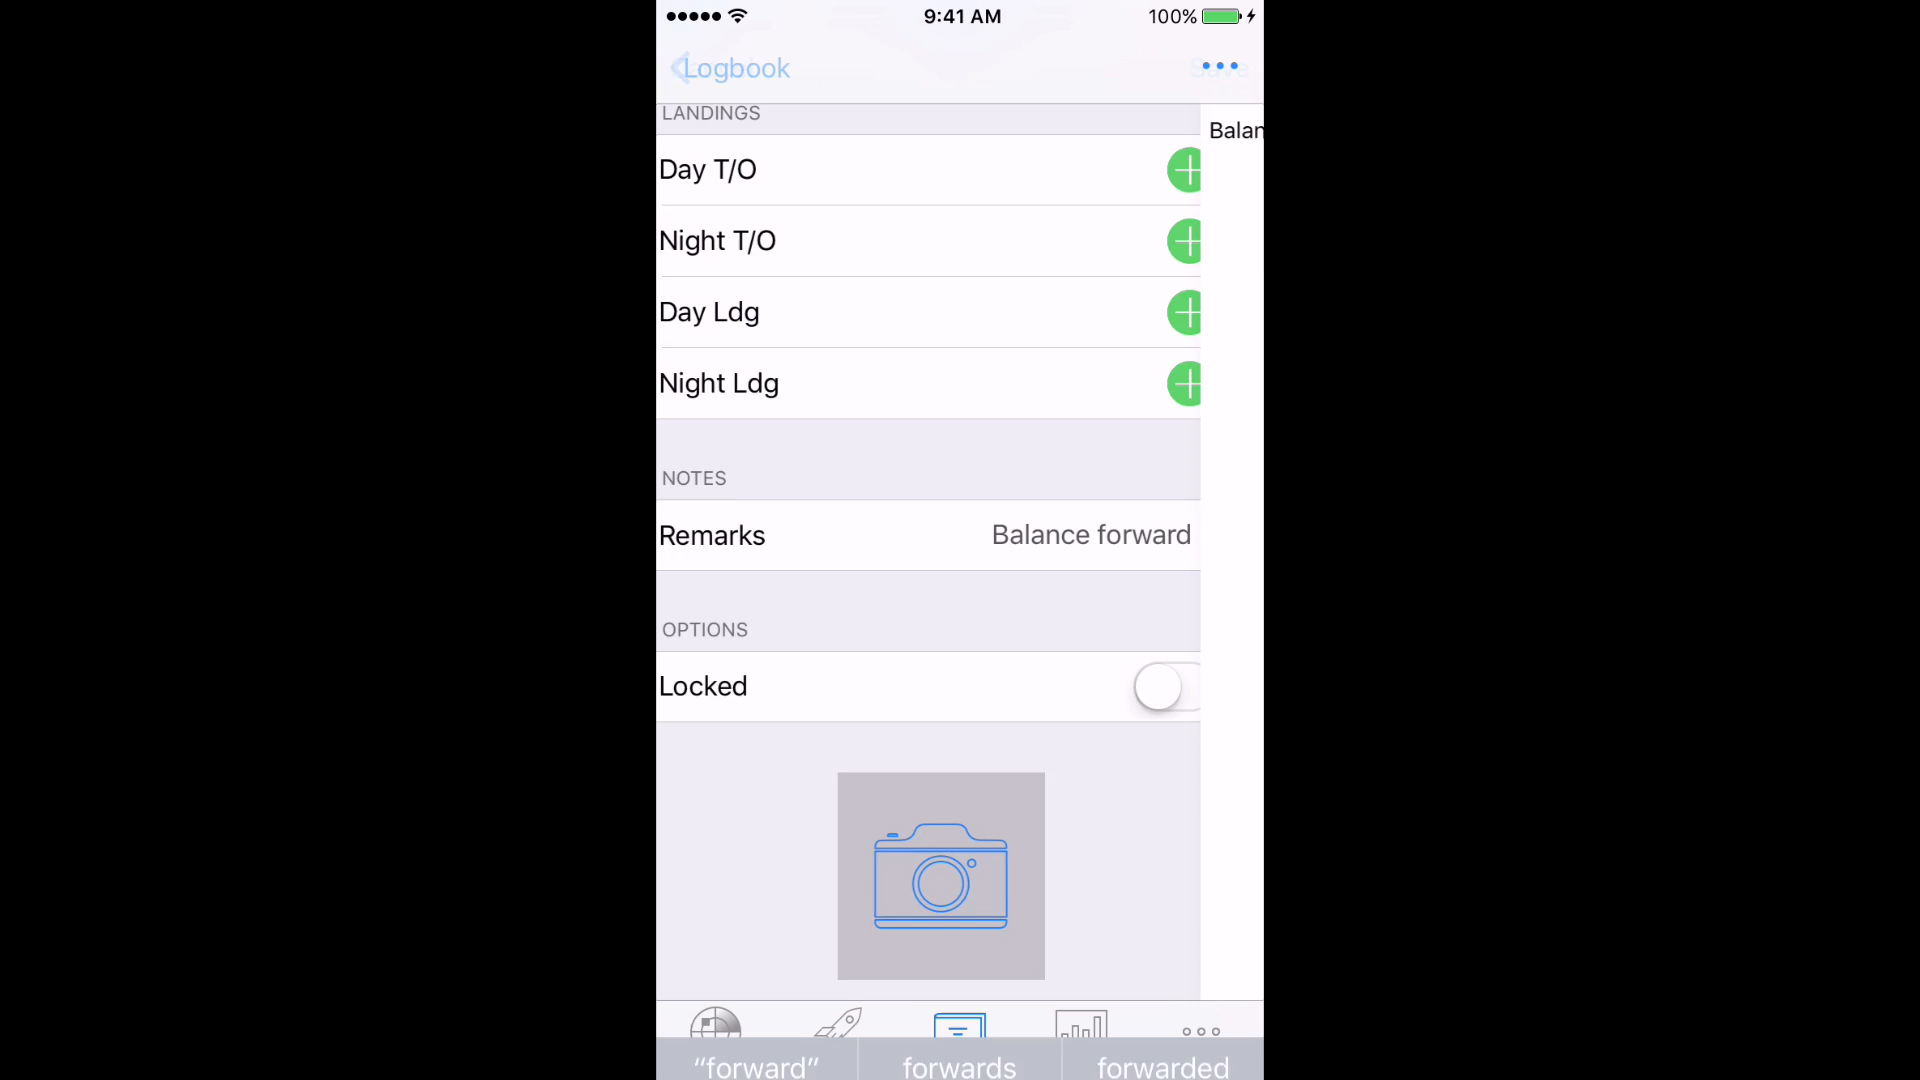 9:41 AM
100%
Logbook
Save
LANDINGS
Balan
Day T/O
Night T/O
Day Ldg
Night Ldg
NOTES
Remarks
Balance forward
OPTIONS
Locked
“forward”
forwards
forwarded